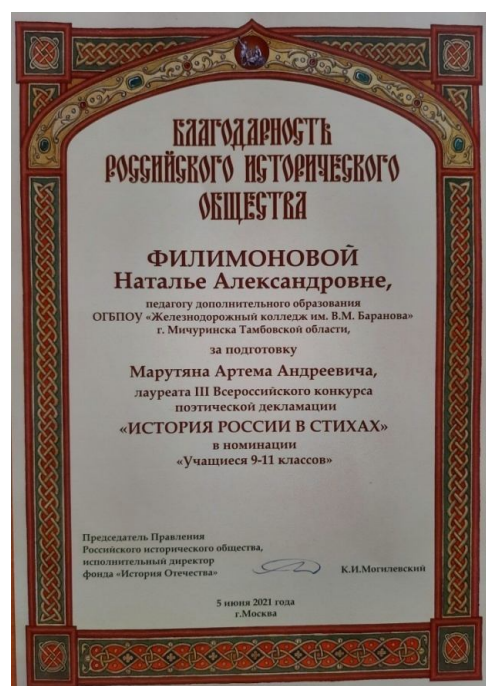 БЛАГОДАРНОСТЬ
РОССИЙСКОГО ИСТОРИЧЕСКОГО
ОБЩЕСТВА
ФИЛИМОНОВОЙ
Наталье Александровне,
педагогу дополнительного образования
ОГБПОУ «Железнодорожный колледж им. В.М. Баранова»
г. Мичуринска Тамбовской области,
за подготовку
Марутяна Артема Андреевича,
лауреата III Всероссийского конкурса
поэтической декламации
«ИСТОРИЯ РОССИИ В СТИХАХ»
в номинации
«Учащиеся 9-11 классов»
Председатель Правления
Российского исторического общества,
исполнительный директор
фонда «История Отечества»
К.И.Могилевский
5 июня 2021 года
г.Москва